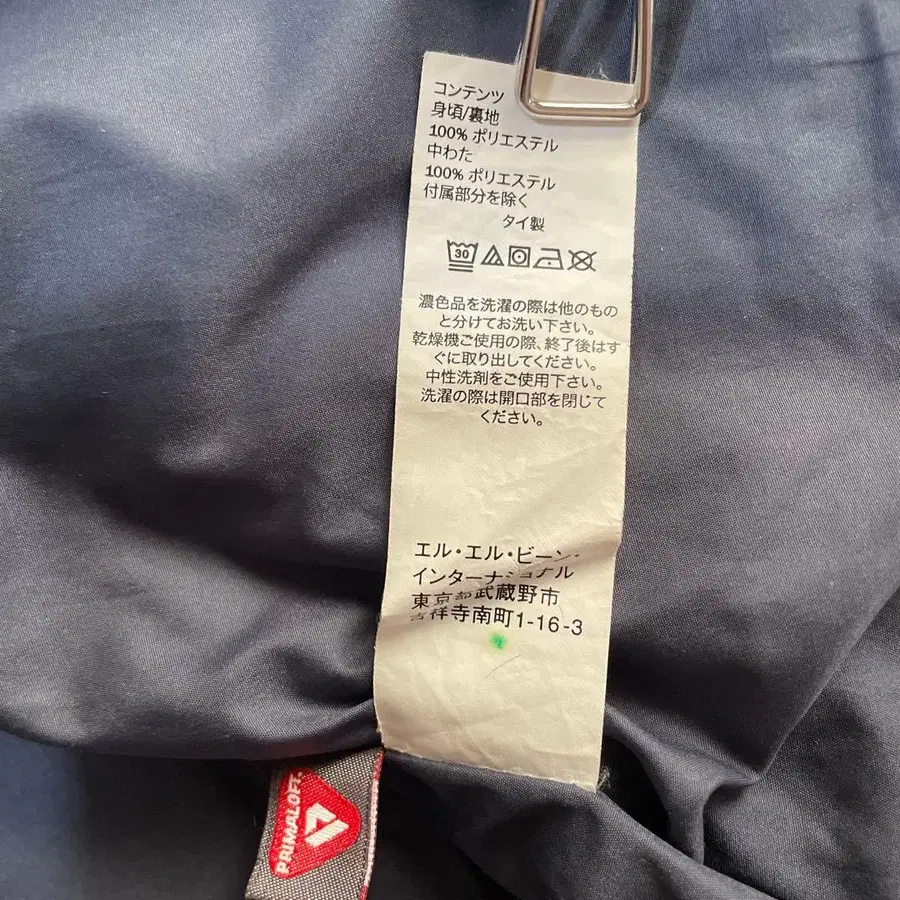 コンテンツ
身頃/裏地
100% ポリエステル
中わた
100% ポリエステル
付属部分を除く
タイ製
30
濃色品を洗濯の際は他のもの
と分けてお洗い下さい。
乾燥機ご使用の際、終了後はす
ぐに取り出してください。
中性洗剤をご使用下さい。
洗濯の際は開口部を閉じて
ください。
エル・エル・ビーン・
インターナショナル
東京都武蔵野市
吉祥寺南町1-16-3
PRIMALOFT